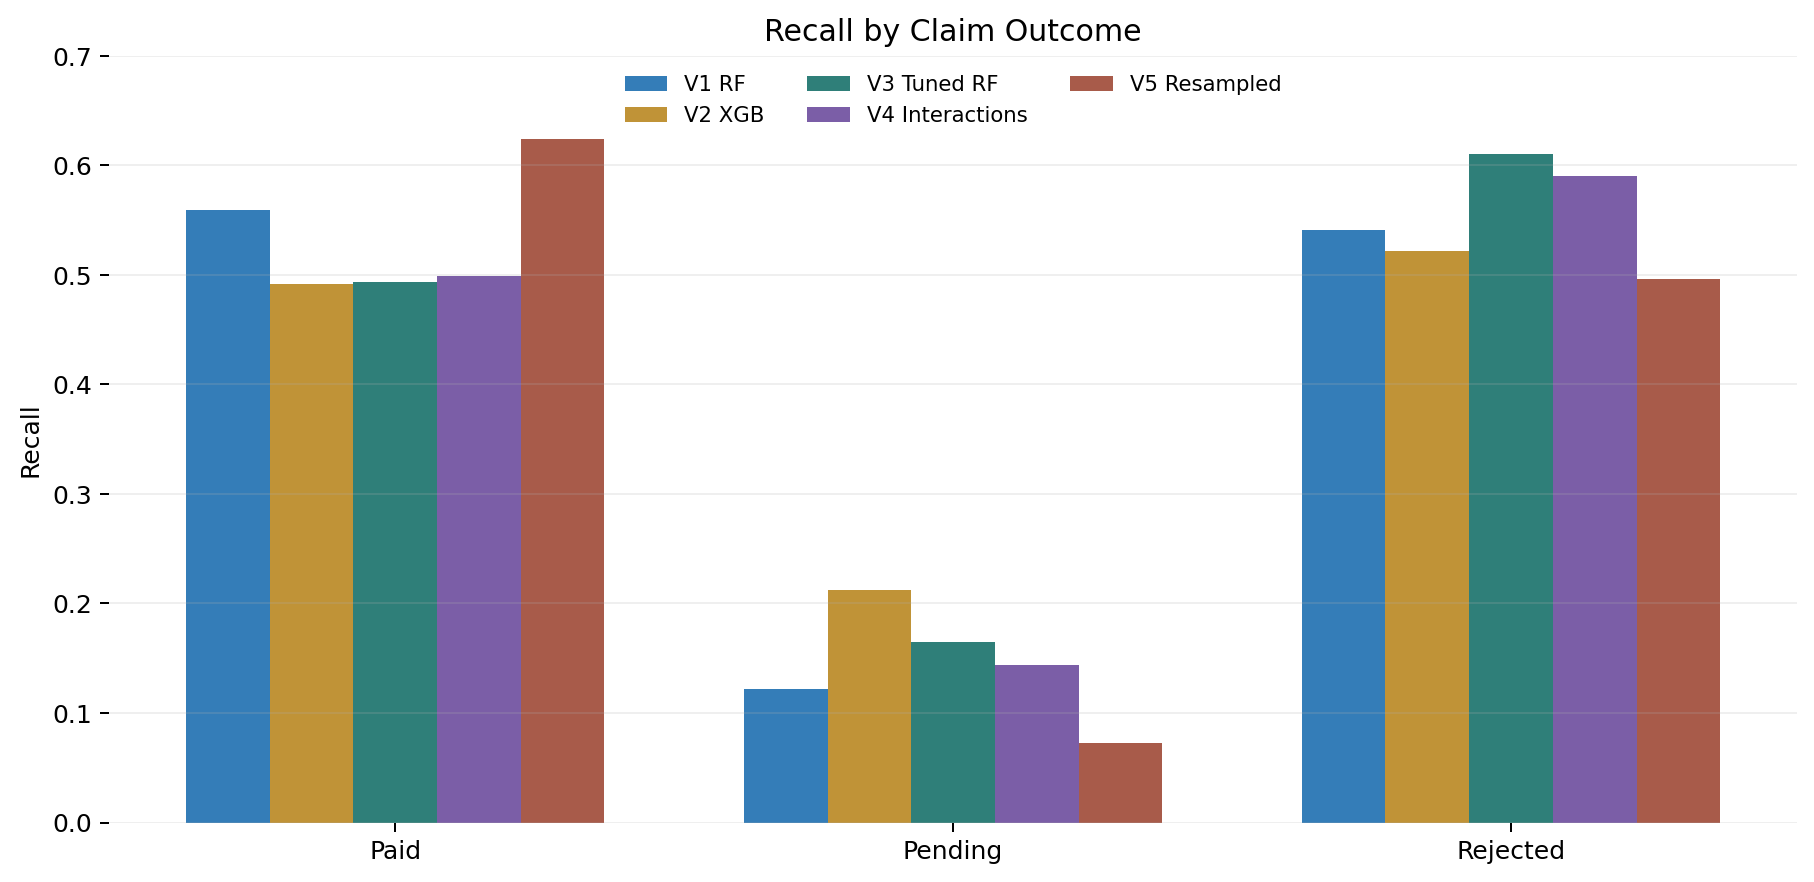 Recall by Claim Outcome
V1 RF
V2 XGB
V3 Tuned RF
V4 Interactions
V5 Resampled
Recall
0.7
0.6
0.5
0.4
0.3
0.2
0.1
0.0
Paid
Pending
Rejected